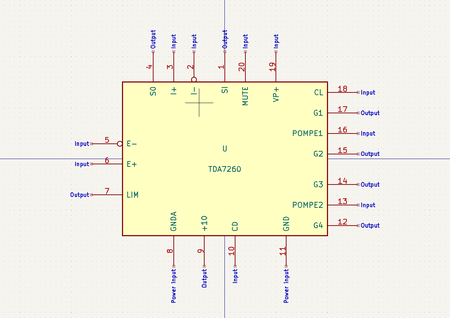 Output Input Input Output Input Input
4 3 2 1 20 19
SO I+ I- SI MUTE VP+
CL 18 Input
G1 17 Output
POMPE1 16 Input
Input 5 E-
U
G2 15 Output
Input 6 E+
TDA7260
G3 14 Output
Output 7 LIM
POMPE2 13 Input
G4 12 Output
GNDA +10 CD GND
8 9 10 11
Power Input Output Input Power Input